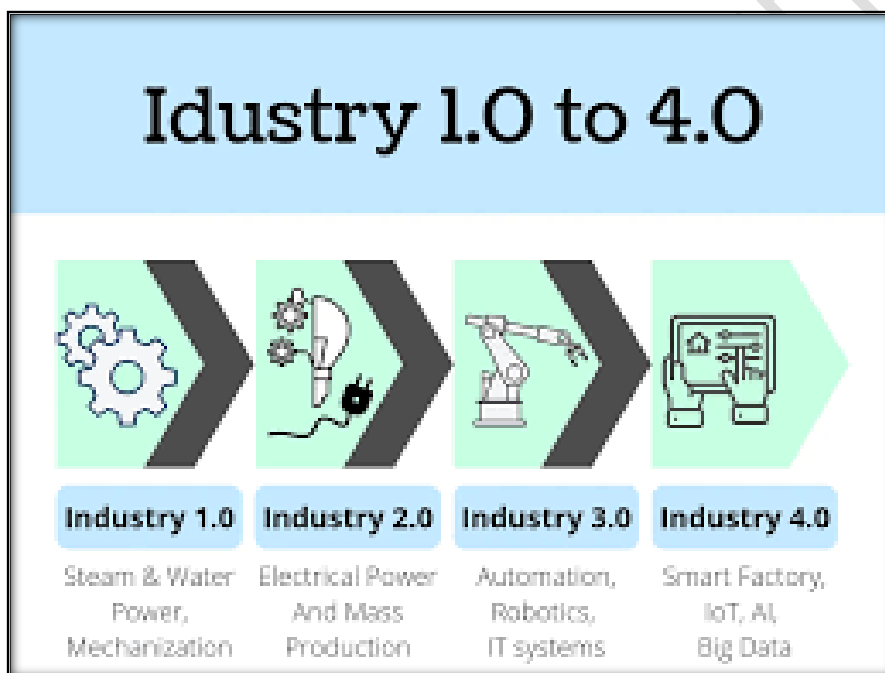 Idustry 1.0 to 4.0
Industry 1.0
Steam & Water
Power,
Mechanization
Industry 2.0
Electrical Power
And Mass
Production
Industry 3.0
Automation,
Robotics,
IT systems
Industry 4.0
Smart Factory,
IoT, AI,
Big Data